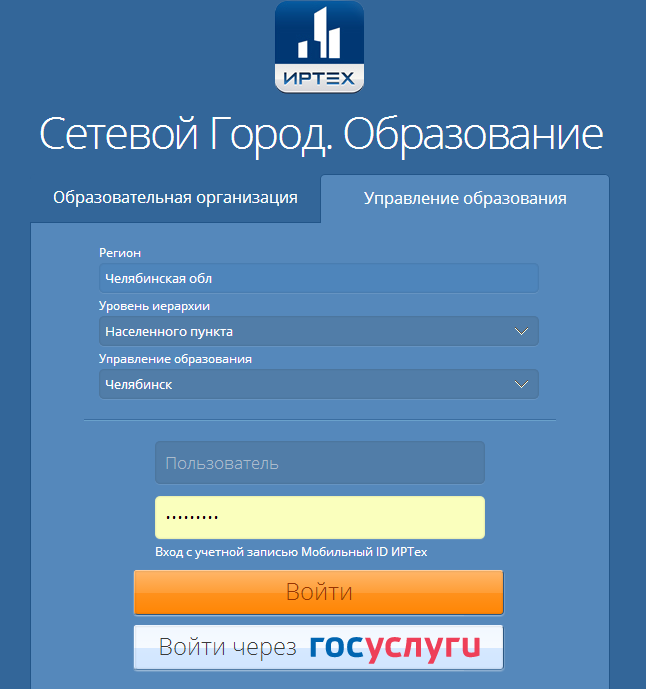 ИРТЕХ
Сетевой Город. Образование
Образовательная организация
Управление образования
Регион
Челябинская обл
Уровень иерархии
Населенного пункта
Управление образования
Челябинск
Пользователь
•••••••••
Вход с учетной записью Мобильный ID ИРТех
Войти
Войти через госуслуги